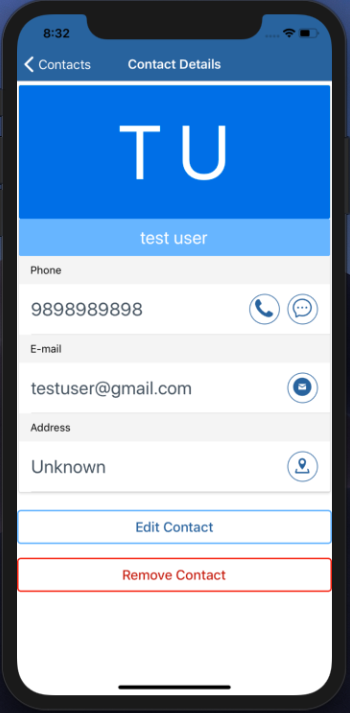 8:32
Contacts
Contact Details
T U
test user
Phone
9898989898
E-mail
testuser@gmail.com
Address
Unknown
Edit Contact
Remove Contact